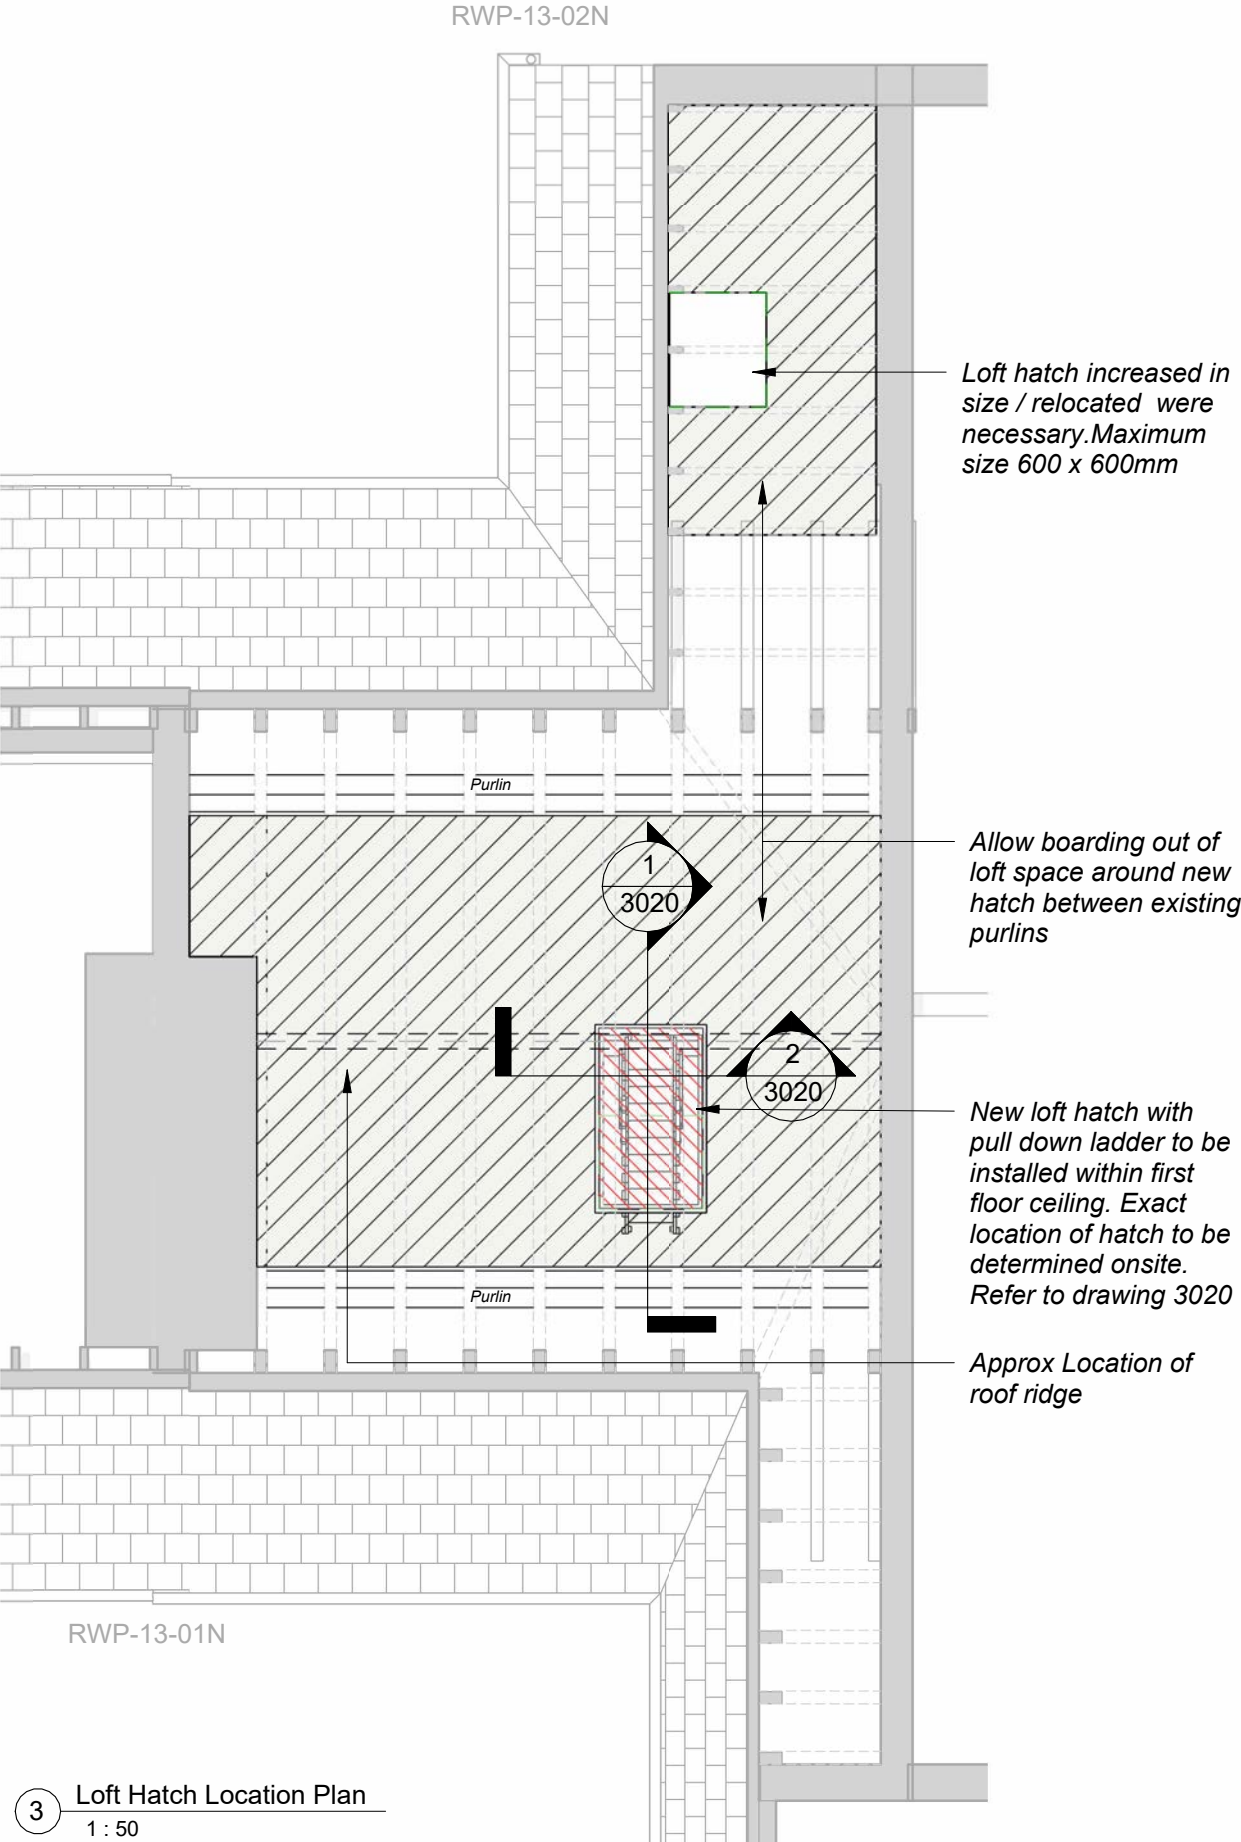 RWP-13-02N
Loft hatch increased in
size / relocated were
necessary.Maximum
size 600 x 600mm
Purlin
1
3020
Allow boarding out of
loft space around new
hatch between existing
purlins
2
3020
New loft hatch with
pull down ladder to be
installed within first
floor ceiling. Exact
location of hatch to be
determined onsite.
Refer to drawing 3020
Purlin
Approx Location of
roof ridge
RWP-13-01N
3
Loft Hatch Location Plan
1 : 50